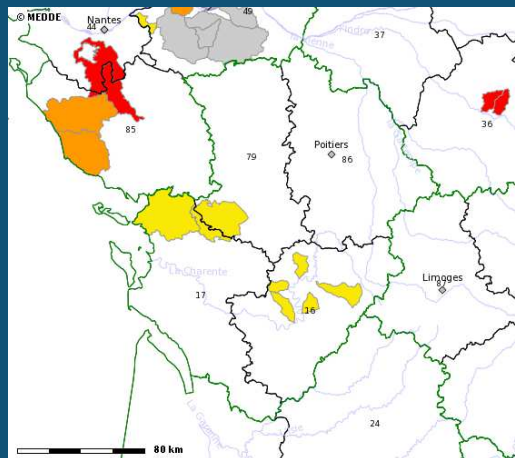 © MEDDE
Nantes
44
49
37
Vienne
85
36
79
Poitiers
86
La Charente
17
Limoges
87
16
24
80 km